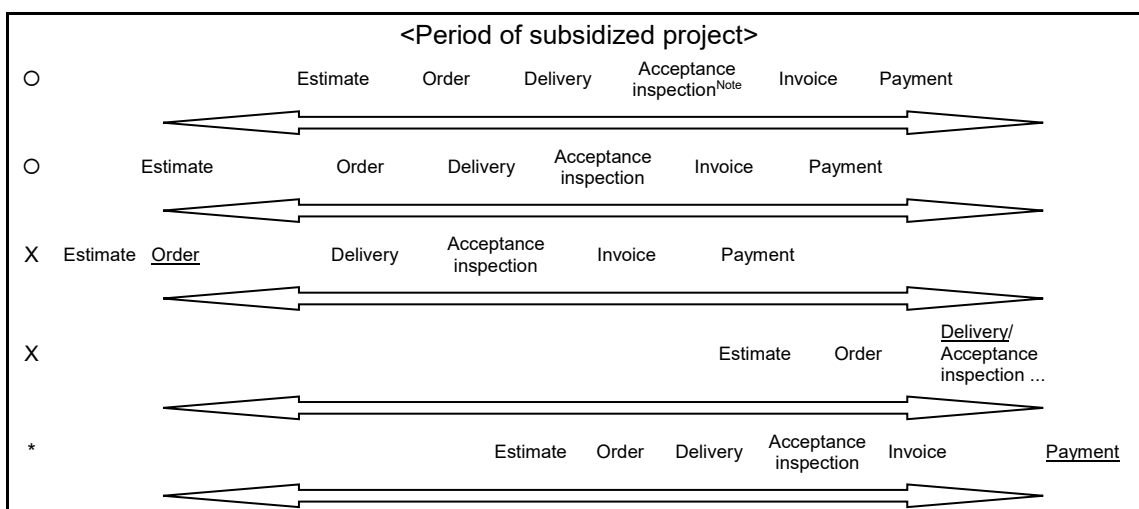 <Period of subsidized project>
○ Estimate Order Delivery Acceptance inspectionNote Invoice Payment
○ Estimate Order Delivery Acceptance inspection Invoice Payment
X Estimate Order Delivery Acceptance inspection Invoice Payment
X Estimate Order Delivery/ Acceptance inspection ...
* Estimate Order Delivery Acceptance inspection Invoice Payment